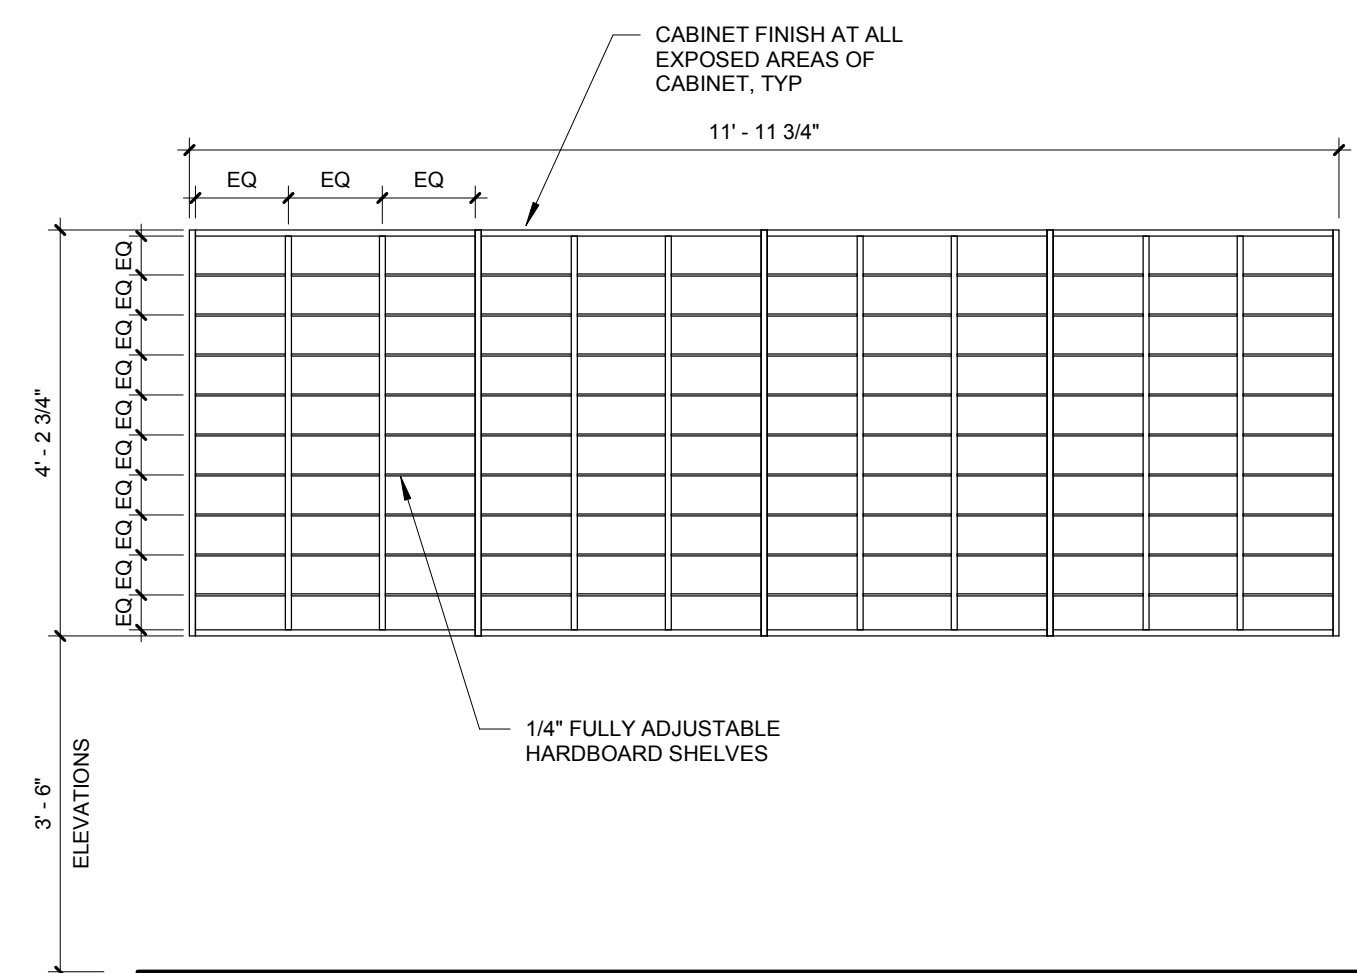 CABINET FINISH AT ALL
EXPOSED AREAS OF
CABINET, TYP
11' - 11 3/4"
EQ EQ EQ
EQ
EQ
EQ
EQ
EQ
EQ
EQ
EQ
EQ
EQ
4' - 2 3/4"
1/4" FULLY ADJUSTABLE
HARDBOARD SHELVES
3' - 6"
ELEVATIONS